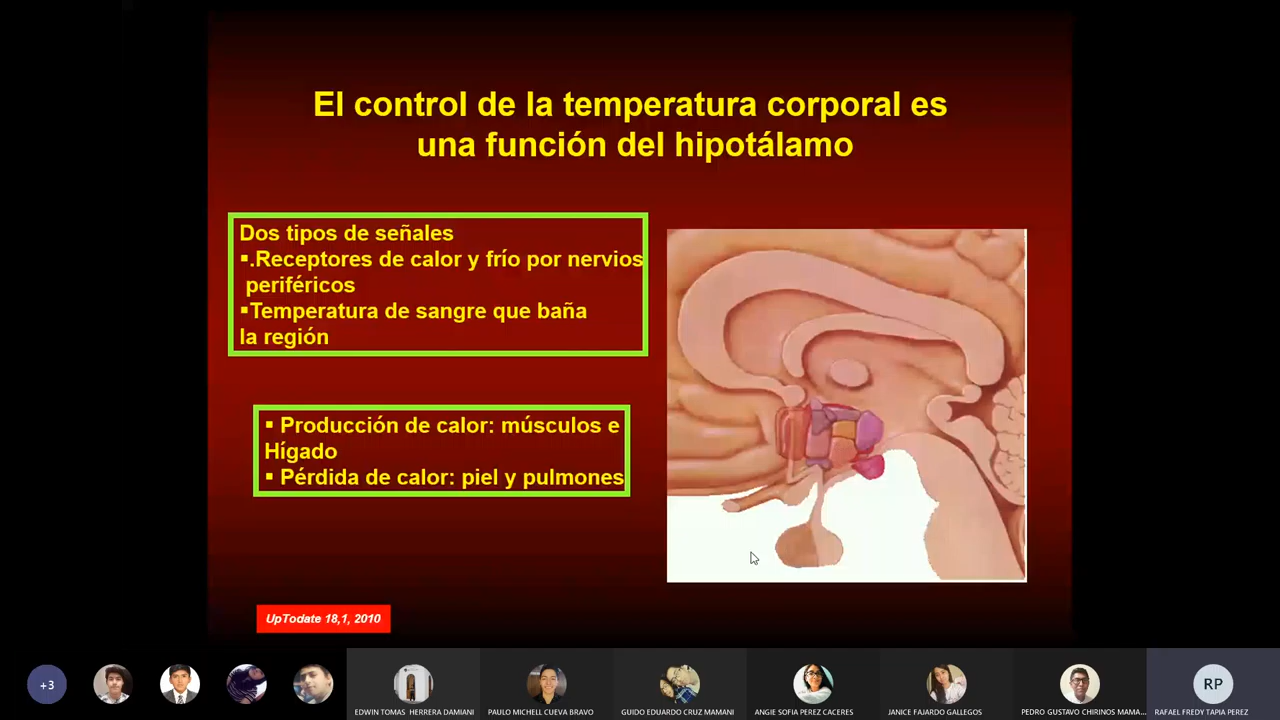 El control de la temperatura corporal es
una función del hipotálamo
Dos tipos de señales
▪.Receptores de calor y frío por nervios
periféricos
▪Temperatura de sangre que baña
la región
▪ Producción de calor: músculos e
Hígado
▪ Pérdida de calor: piel y pulmones
UpTodate 18,1, 2010
+3
EDWIN TOMAS HERRERA DAMIANI
PAULO MICHELL CUEVA BRAVO
GUIDO EDUARDO CRUZ MAMANI
ANGIE SOFIA PEREZ CACERES
JANICE FAJARDO GALLEGOS
PEDRO GUSTAVO CHIRINOS MAMA...
RP
RAFAEL FREDY TAPIA PEREZ